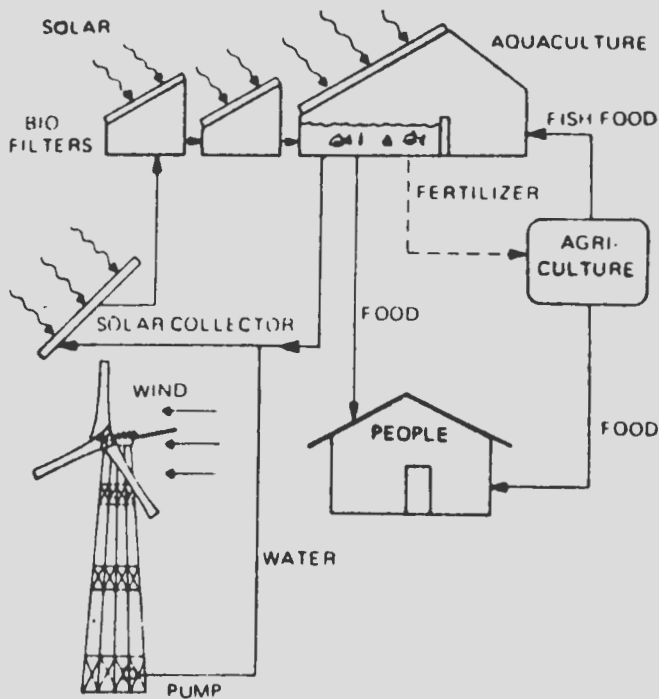 SOLAR
AQUACULTURE
BIO
FILTERS
FISH FOOD
FERTILIZER
AGRI-
CULTURE
SOLAR COLLECTOR
FOOD
WIND
PEOPLE
FOOD
WATER
PUMP